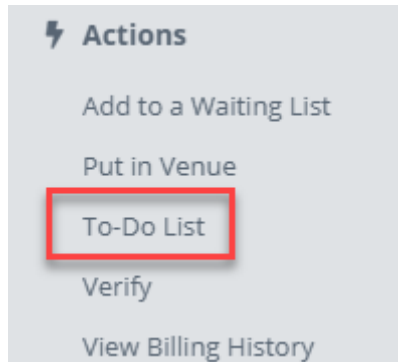 Actions
Add to a Waiting List
Put in Venue
To-Do List
Verify
View Billing History